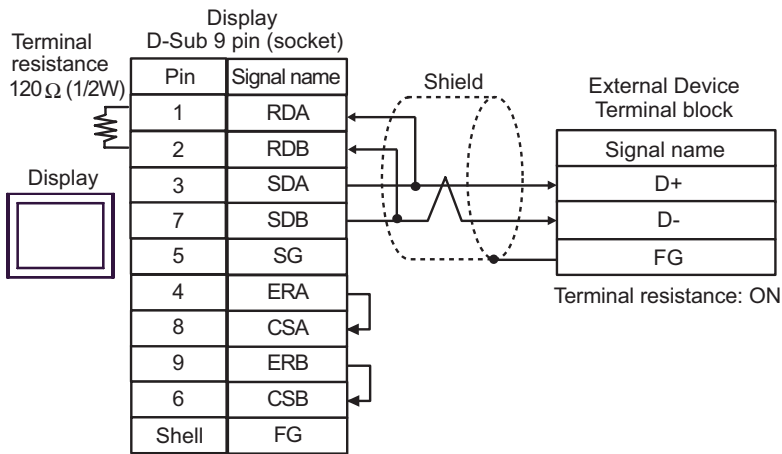 Display
D-Sub 9 pin (socket)
Terminal
resistance
120 Ω (1/2W)
Pin Signal name
1 RDA
2 RDB
3 SDA
7 SDB
5 SG
4 ERA
8 CSA
9 ERB
6 CSB
Shell FG
Display
Shield
External Device
Terminal block
Signal name
D+
D-
FG
Terminal resistance: ON